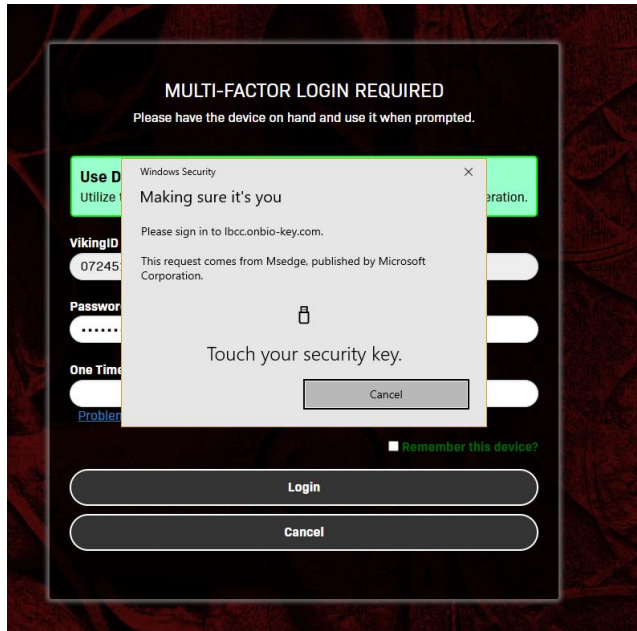 MULTI-FACTOR LOGIN REQUIRED
Please have the device on hand and use it when prompted.
Use D
Utilize
eration.
Windows Security
Making sure it's you
Please sign in to lbcc.onbio-key.com.
This request comes from Msedge, published by Microsoft
Corporation.
Touch your security key.
Cancel
VikingID
07245
Passwor
One Time
Problem
Remember this device?
Login
Cancel